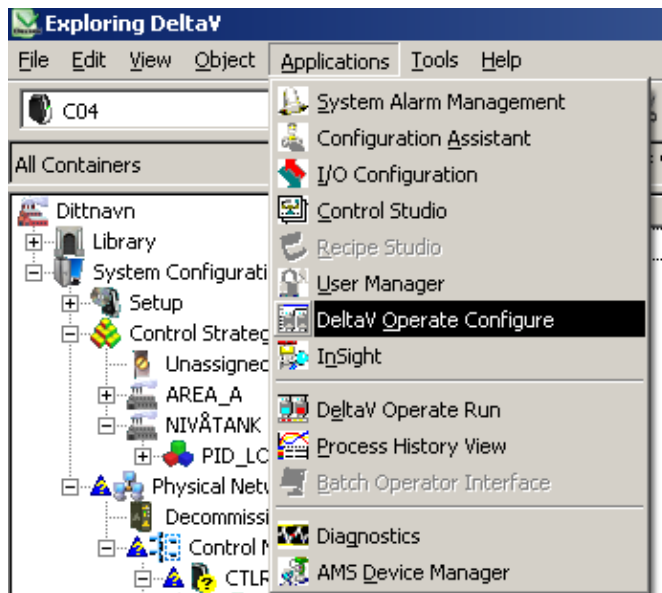 Exploring DeltaV
File Edit View Object Applications Tools Help
C04
All Containers
Dittnavn
Library
System Configurati
Setup
Control Strateg
Unassigned
AREA_A
NIVÅTANK
PID_LO
Physical Netw
Decommissi
Control N
CTLR
System Alarm Management
Configuration Assistant
I/O Configuration
Control Studio
Recipe Studio
User Manager
DeltaV Operate Configure
InSight
DeltaV Operate Run
Process History View
Batch Operator Interface
Diagnostics
AMS Device Manager